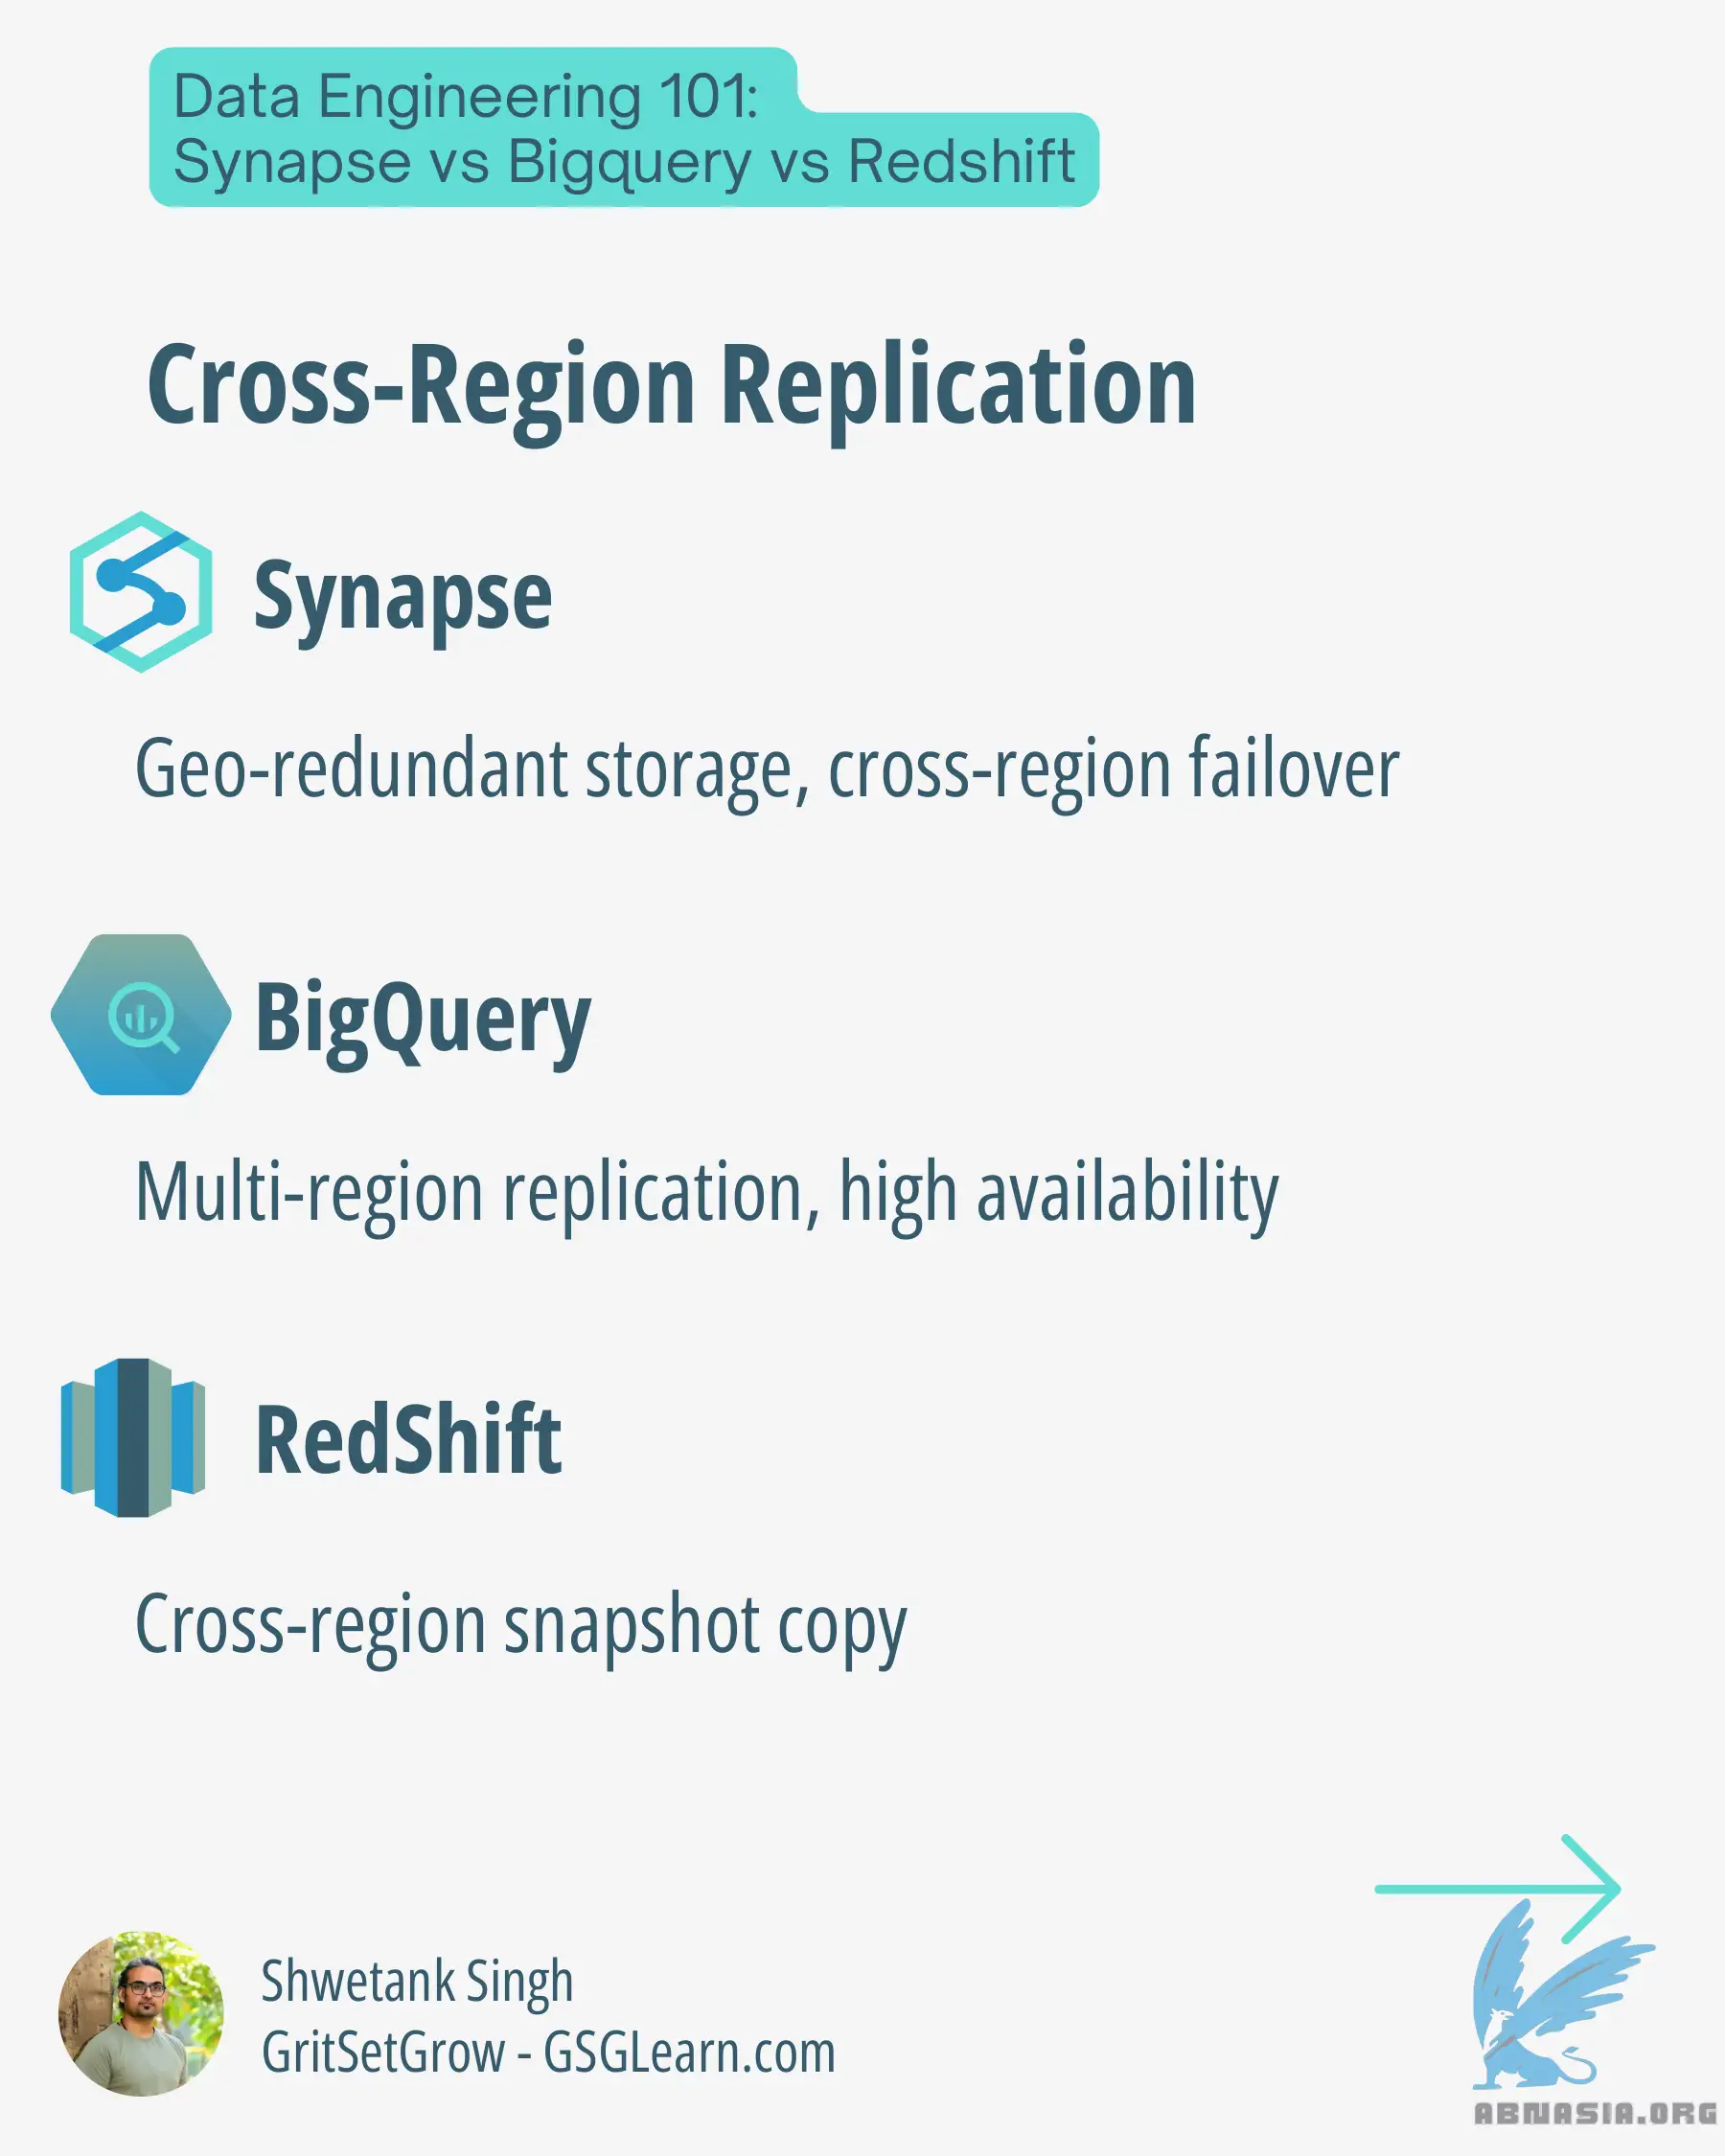 Data Engineering 101:
Synapse vs Bigquery vs Redshift
Cross-Region Replication
Synapse
Geo-redundant storage, cross-region failover
BigQuery
Multi-region replication, high availability
RedShift
Cross-region snapshot copy
Shwetank Singh
GritSetGrow - GSGLearn.com
ABNASIA.ORG